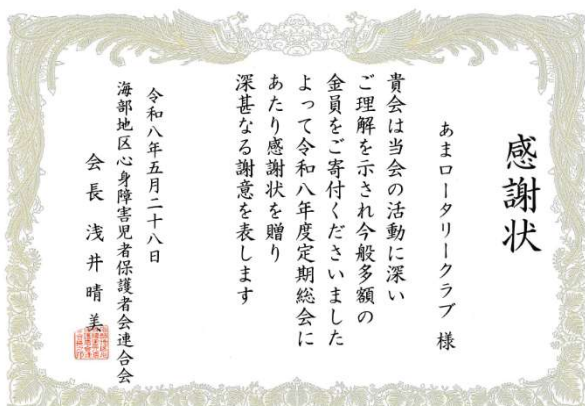 感謝状
あまロータリークラブ 様
貴会は当会の活動に深い
ご理解を示され今般多額の
金員をご寄付くださいました
よって令和八年度定期総会に
あたり感謝状を贈り
深甚なる謝意を表します
令和八年五月二十八日
海部地区心身障害児者保護者会連合会
会長 浅井晴美